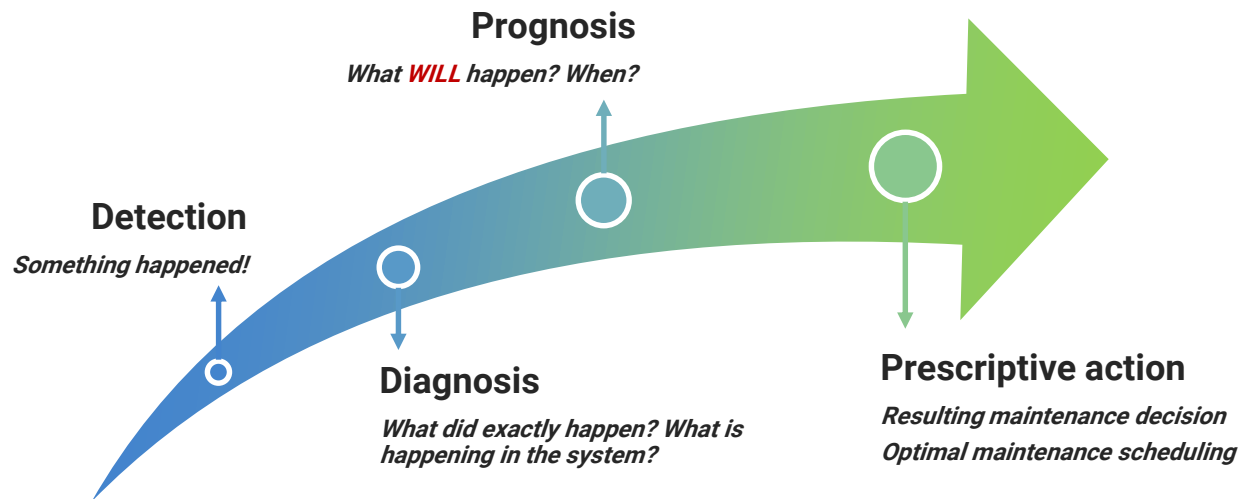 Prognosis
What WILL happen? When?
Detection
Something happened!
Diagnosis
What did exactly happen? What is
happening in the system?
Prescriptive action
Resulting maintenance decision
Optimal maintenance scheduling